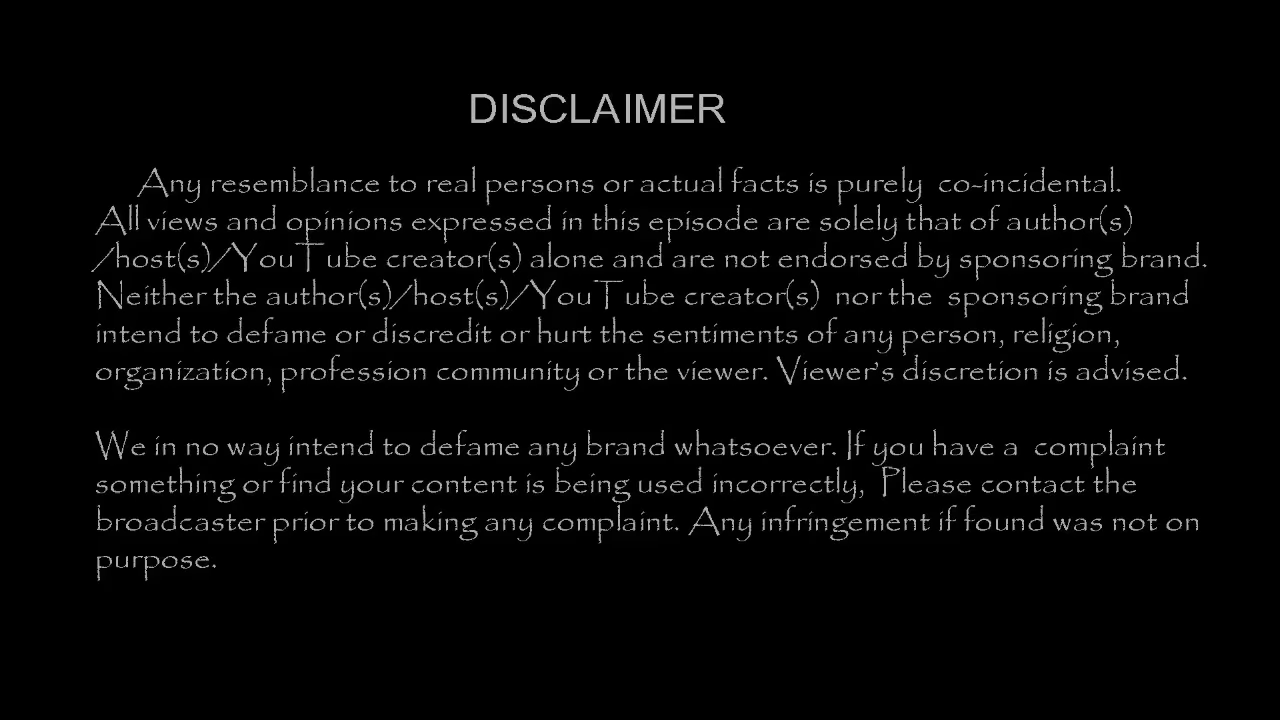 DISCLAIMER
Any resemblance to real persons or actual facts is purely co-incidental.
All views and opinions expressed in this episode are solely that of author(s)
/host(s)/YouTube creator(s) alone and are not endorsed by sponsoring brand.
Neither the author(s)/host(s)/YouTube creator(s) nor the sponsoring brand
intend to defame or discredit or hurt the sentiments of any person, religion,
organization, profession community or the viewer. Viewer's discretion is advised.
We in no way intend to defame any brand whatsoever. If you have a complaint
something or find your content is being used incorrectly, Please contact the
broadcaster prior to making any complaint. Any infringement if found was not on
purpose.